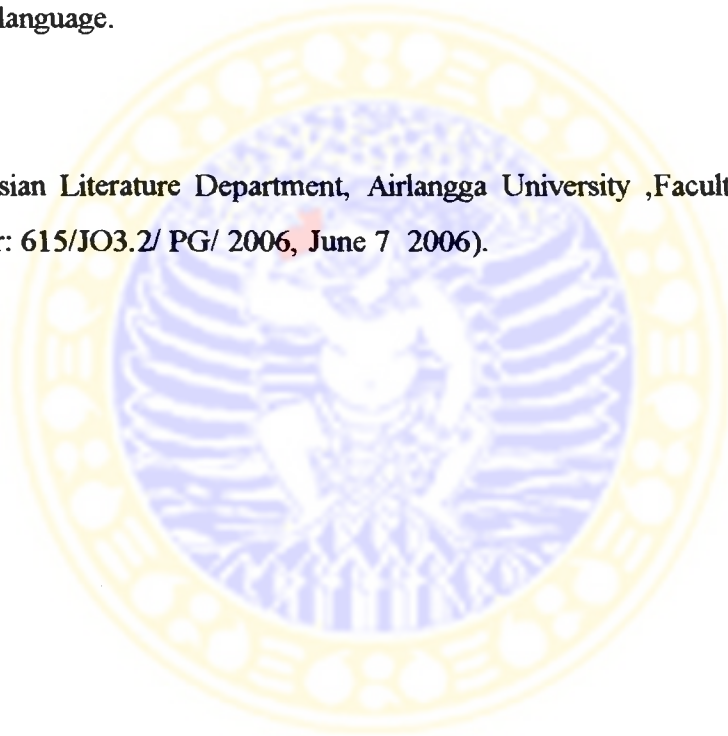 language.
sian Literature Department, Airlangga University ,Facult
r: 615/JO3.2/ PG/ 2006, June 7 2006).